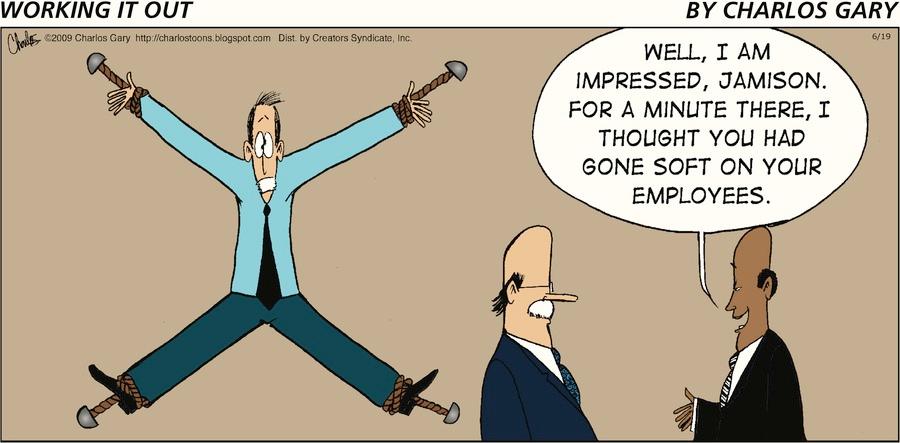 WORKING IT OUT
BY CHARLOS GARY
Charlos ©2009 Charlos Gary http://charlostoons.blogspot.com Dist. by Creators Syndicate, Inc.
6/19
WELL, I AM
IMPRESSED, JAMISON.
FOR A MINUTE THERE, I
THOUGHT YOU HAD
GONE SOFT ON YOUR
EMPLOYEES.